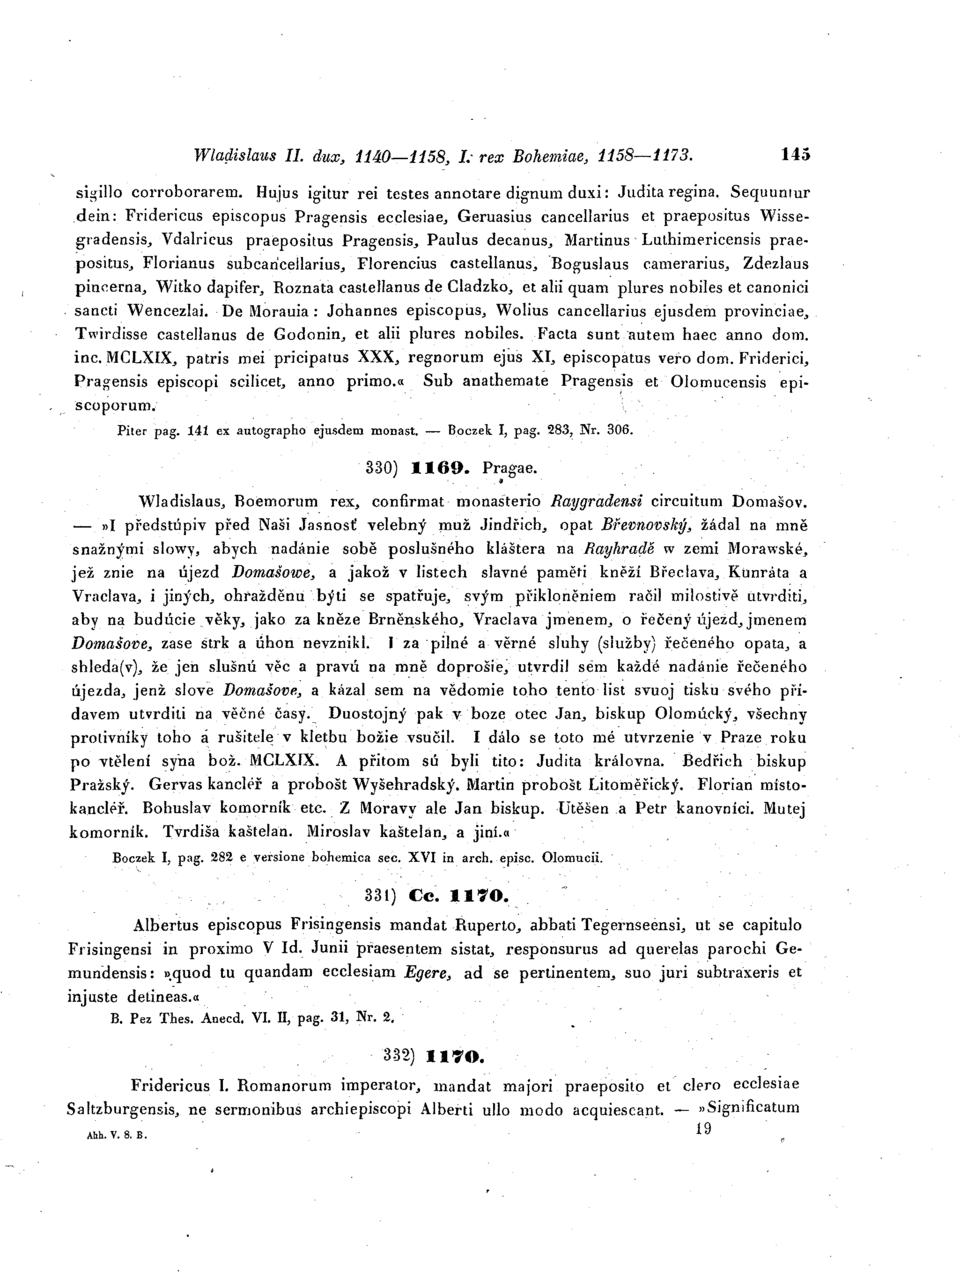 Wladislaus II. dux, 1140—1158, I. rex Bohemiae, 1158—1173. 145
sigillo corroborarem. Hujus igitur rei testes annotare dignum duxi: Judita regina. Sequuntur
dein: Fridericus episcopus Pragensis ecclesiae, Geruasius cancellarius et praepositus Wisse-
gradensis, Vdalricus praepositus Pragensis, Paulus decanus, Martinus Luthimericensis prae-
positus, Florianus subcancellarius, Florencius castellanus, Boguslaus camerarius, Zdezlaus
pincerna, Witko dapifer, Roznata castellanus de Cladzko, et alii quam plures nobiles et canonici
sancti Wencezlai. De Morauia: Johannes episcopus, Wolius cancellarius ejusdem provinciae,
Twirdisse castellanus de Godonin, et alii plures nobiles. Facta sunt autem haec anno dom.
inc. MCLXIX, patris mei pricipatus XXX, regnorum ejus XI, episcopatus vero dom. Friderici,
Pragensis episcopi scilicet, anno primo.« Sub anathemate Pragensis et Olomucensis epi-
scoporum.
Piter pag. 141 ex autographo ejusdem monast. — Boczek I, pag. 283, Nr. 306.
330) 1169. Pragae.
Wladislaus, Boemorum rex, confirmat monasterio Raygradensi circuitum Domašov.
— »I předstúpiv před Naši Jasnosť velebný muž Jindřich, opat Břevnovský, žádal na mně
snažnými slowy, abych nadánie sobě poslušného kláštera na Rayhradě w zemi Morawské,
jež znie na újezd Domašowe, a jakož v listech slavné paměti kněží Břeclava, Kunráta a
Vraclava, i jiných, ohražděnu býti se spatřuje, svým přikloněniem račil milostivě utvrditi,
aby na budúcie věky, jako za kněze Brněnského, Vraclava jmenem, o řečený újezd, jmenem
Domašove, zase strk a úhon nevznikl. I za pilné a věrné sluhy (služby) řečeného opata, a
shleda(v), že jen slušnú věc a pravú na mně doprošie, utvrdil sem každé nadánie řečeného
újezda, jenž slove Domašove, a kázal sem na vědomie toho tento list svuoj tisku svého při-
davem utvrditi na věčné časy. Duostojný pak v boze otec Jan, biskup Olomúcký, všechny
protivníky toho á rušitele v kletbu božie vsučil. I dálo se toto mé utvrzenie v Praze roku
po vtělení syna bož. MCLXIX. A přitom sú byli tito: Judita královna. Bedřich biskup
Pražský. Gervas kancléř a probošt Wyšehradský. Martin probošt Litoměřický. Florian místo-
kancléř. Bohuslav komorník etc. Z Moravy ale Jan biskup. Utěšen a Petr kanovníci. Mutej
komorník. Tvrdiša kaštelan. Miroslav kaštelan, a jiní.«
Boczek I, pag. 282 e versione bohemica sec. XVI in arch. episc. Olomucii.
331) Cc. 1170.
Albertus episcopus Frisingensis mandat Ruperto, abbati Tegernseensi, ut se capitulo
Frisingensi in proximo V Id. Junii praesentem sistat, responsurus ad querelas parochi Ge-
mundensis: »quod tu quandam ecclesiam Egere, ad se pertinentem, suo juri subtraxeris et
injuste detineas.«
B. Pez Thes. Anecd. VI. II, pag. 31, Nr. 2.
332) 1170.
Fridericus I. Romanorum imperator, mandat majori praeposito et clero ecclesiae
Saltzburgensis, ne sermonibus archiepiscopi Alberti ullo modo acquiescant. — »Significatum
Abh. V. 8. B. 19